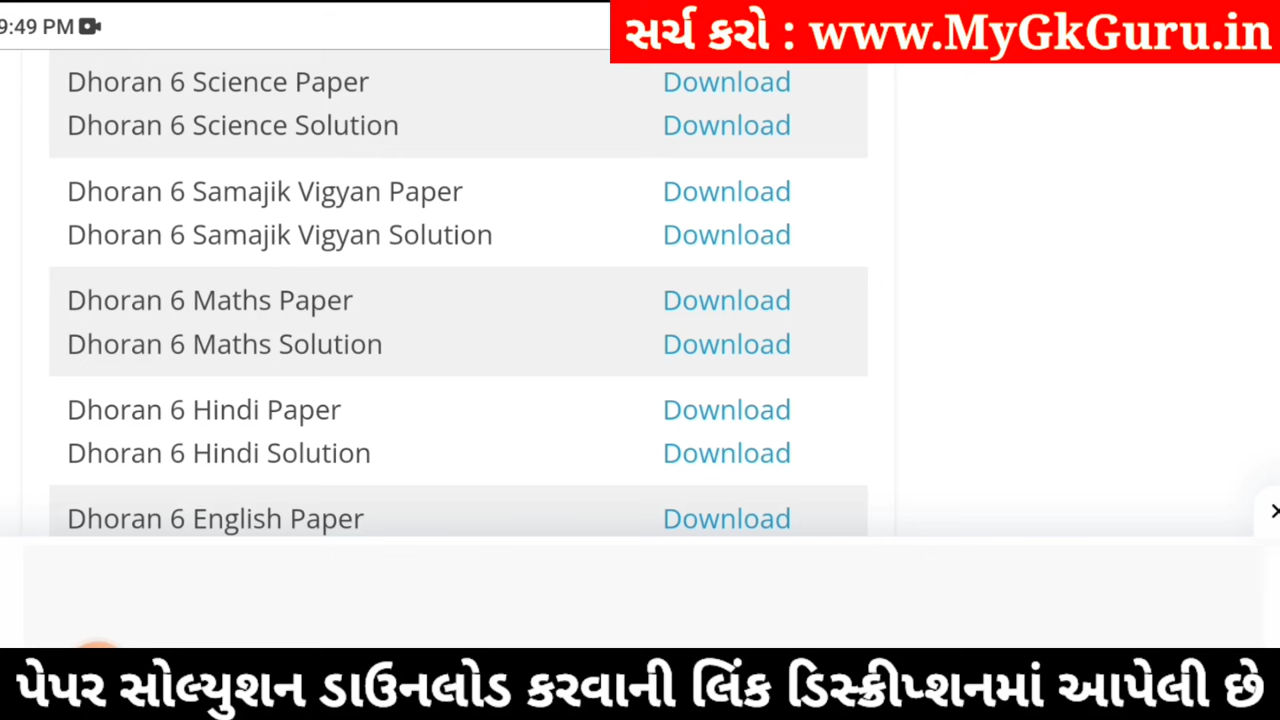 9:49 PM
સર્ચ કરો : www.MyGkGuru.in
Dhoran 6 Science Paper Download
Dhoran 6 Science Solution Download
Dhoran 6 Samajik Vigyan Paper Download
Dhoran 6 Samajik Vigyan Solution Download
Dhoran 6 Maths Paper Download
Dhoran 6 Maths Solution Download
Dhoran 6 Hindi Paper Download
Dhoran 6 Hindi Solution Download
Dhoran 6 English Paper Download
પેપર સોલ્યુશન ડાઉનલોડ કરવાની લિંક ડિસ્ક્રીપ્શનમાં આપેલી છે